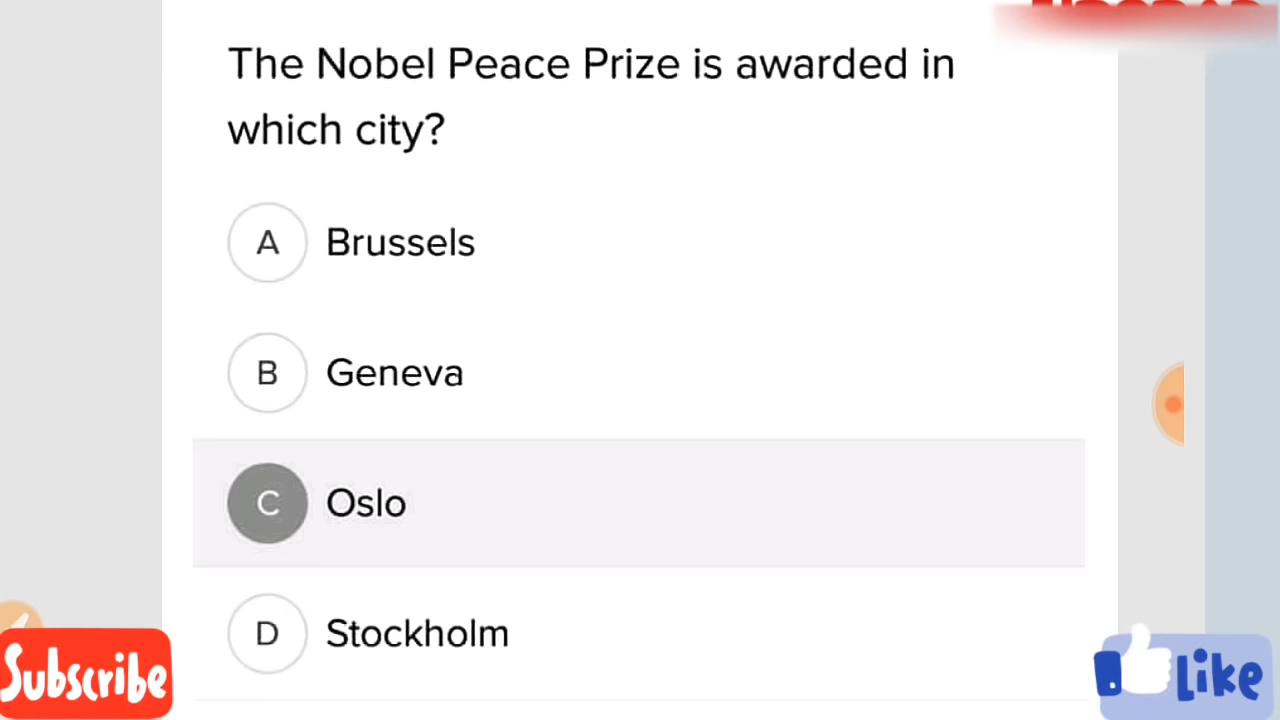 The Nobel Peace Prize is awarded in
which city?
A Brussels
B Geneva
C Oslo
D Stockholm
Subscribe
Like